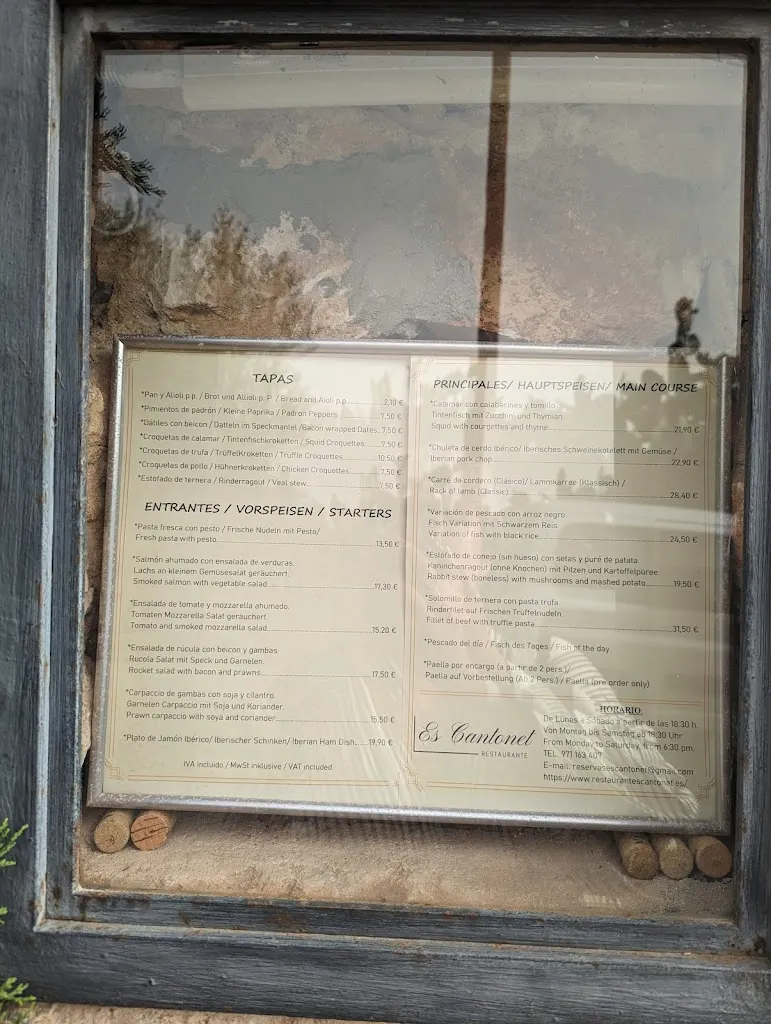 TAPAS
*Pan y Alioli p.p. / Brot und Allioli p. P. / Bread and Aioli p.p. 2,10 €
*Pimientos de padrón / Kleine Paprika / Padron Peppers 7,50 €
*Dátiles con beicon / Datteln im Speckmantel /Bacon wrapped Dates 7,50 €
*Croquetas de calamar / Tintenfischkroketten / Squid Croquettes 7,50 €
*Croquetas de trufa / TrüffelKroketten / Truffle Croquettes 10,50 €
*Croquetas de pollo / Hühnerkroketten / Chicken Croquettes 7,50 €
*Estofado de ternera / Rinderragout / Veal stew 7,50 €
ENTRANTES / VORSPEISEN / STARTERS
*Pasta fresca con pesto / Frische Nudeln mit Pesto/
Fresh pasta with pesto 13,50 €
*Salmón ahumado con ensalada de verduras.
Lachs an kleinem Gemüsesalat geräuchert.
Smoked salmon with vegetable salad 17,30 €
*Ensalada de tomate y mozzarella ahumado.
Tomaten Mozzarella Salat geräuchert
Tomato and smoked mozzarella salad 15,20 €
*Ensalada de rúcula con beicon y gambas.
Rucola Salat mit Speck und Garnelen.
Rocket salad with bacon and prawns 17,50 €
*Carpaccio de gambas con soja y cilantro.
Garnelen Carpaccio mit Soja und Koriander.
Prawn carpaccio with soya and coriander 15,50 €
*Plato de Jamón Ibérico/ Iberischer Schinken/ Iberian Ham Dish 19,90 €
IVA Incluido / MwSt inklusive / VAT included
PRINCIPALES/ HAUPTSPEISEN/ MAIN COURSE
*Calamar con calabacines y tomillo
Tintenfisch mit Zucchini und Thymian
Squid with courgettes and thyme 21,90 €
*Chuleta de cerdo Ibérico/ Iberisches Schweinekotelett mit Gemüse /
Iberian pork chop 22,90 €
*Carre de cordero (Clásico)/ Lammkarree (Klassisch) /
Rack of lamb (Classic) 28,40 €
*Variación de pescado con arroz negro.
Fisch Variation mit Schwarzem Reis.
Variation of fish with black rice 24,50 €
*Estofado de conejo (sin hueso) con setas y puré de patata.
Kaninchenragout (ohne Knochen) mit Pilzen und Kartoffelpüree
Rabbit stew (boneless) with mushrooms and mashed potato 19,50 €
*Solomillo de ternera con pasta trufa.
Rinderfilet auf Frischen Trüffelnudeln.
Fillet of beef with truffle pasta 31,50 €
*Pescado del día / Fisch des Tages / Fish of the day
*Paella por encargo (a partir de 2 pers.)/
Paella auf Vorbestellung (Ab 2 Pers.) / Paella (pre order only)
Es Cantonet
RESTAURANTE
HORARIO:
De Lunes a Sábado a partir de las 18:30 h.
Von Montag bis Samstag ab 18:30 Uhr
From Monday to Saturday, from 6:30 pm.
TEL. 971 163 407
E-mail: reservasescantonet@gmail.com
https://www.restaurantescantonet.es/